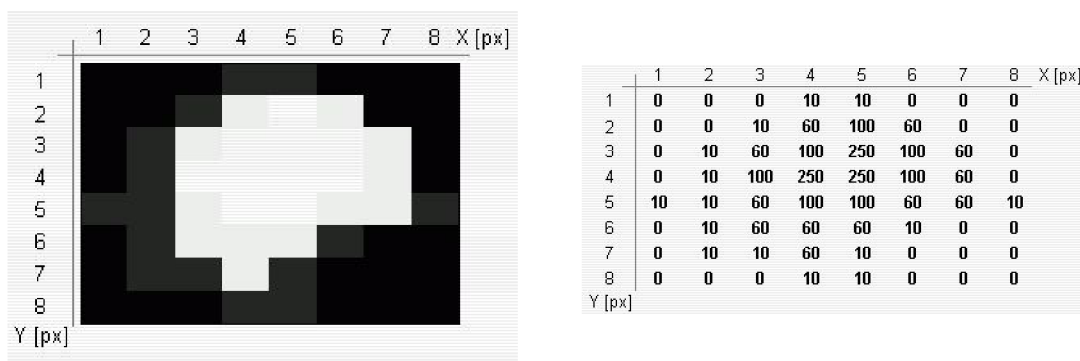 1 2 3 4 5 6 7 8 X [px]
1
2
3
4
5
6
7
8
Y [px]
1 2 3 4 5 6 7 8 X [px]
1 0 0 0 10 10 0 0 0
2 0 0 10 60 100 60 0 0
3 0 10 60 100 250 100 60 0
4 0 10 100 250 250 100 60 0
5 10 10 60 100 100 60 60 10
6 0 10 60 60 60 10 0 0
7 0 10 10 60 10 0 0 0
8 0 0 0 10 10 0 0 0
Y [px]